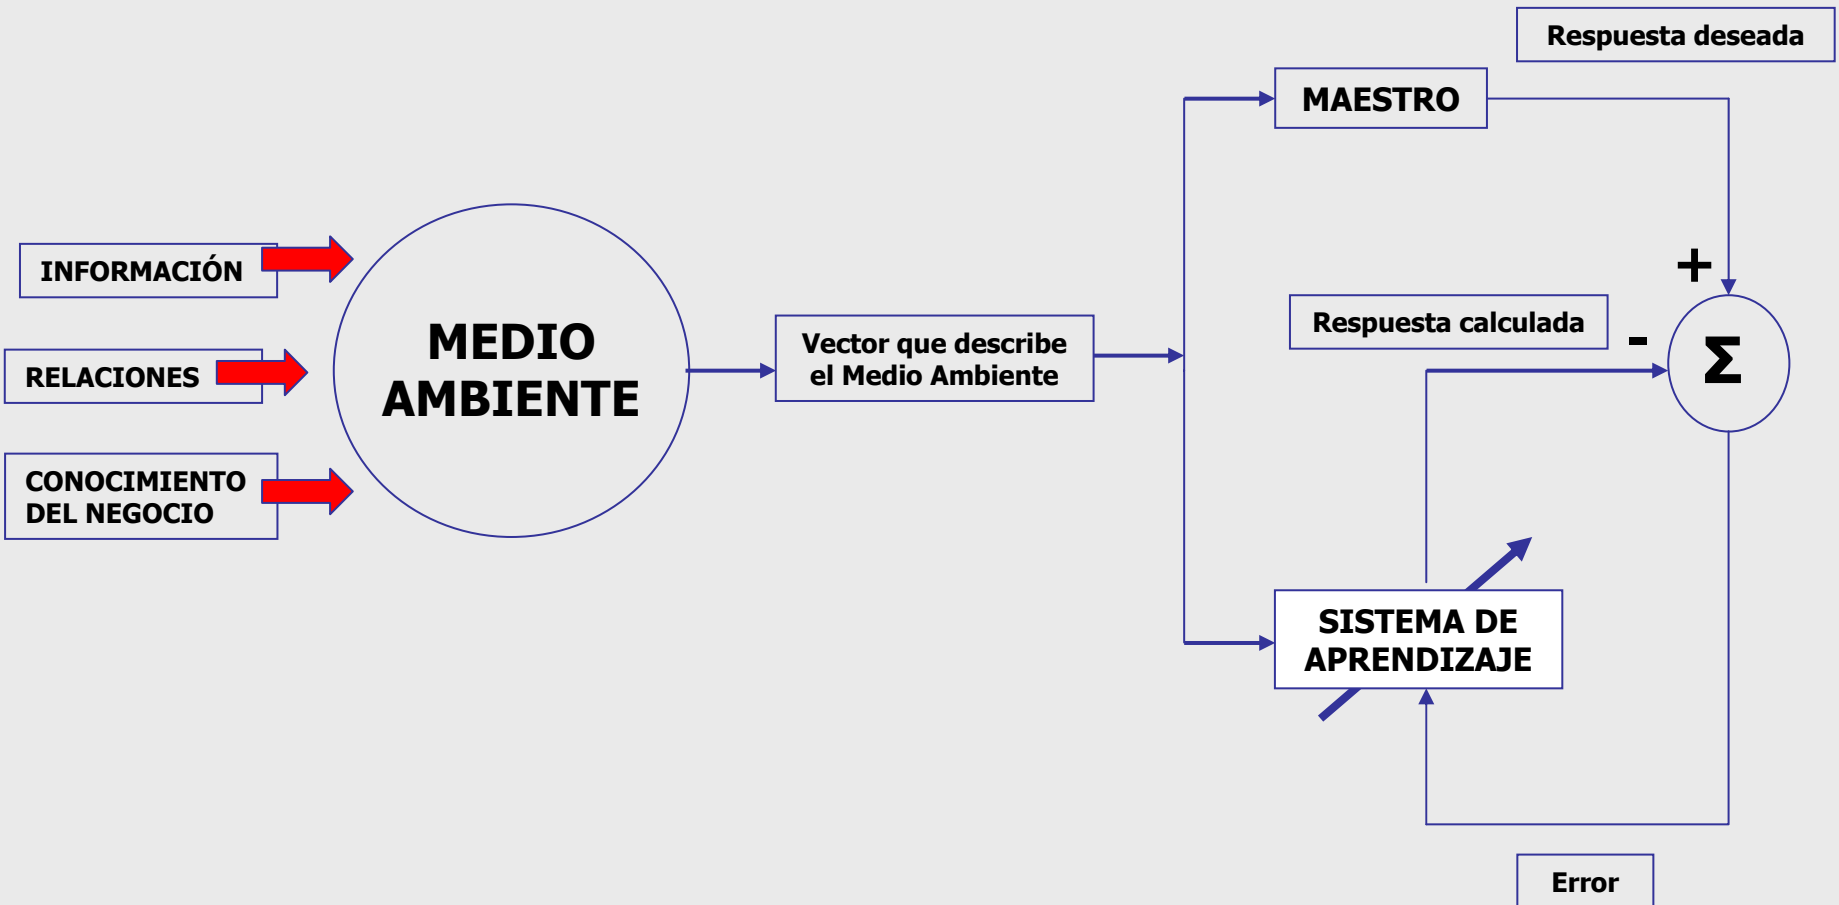 Respuesta deseada
MAESTRO
INFORMACIÓN
RELACIONES
CONOCIMIENTO
DEL NEGOCIO
MEDIO
AMBIENTE
Vector que describe
el Medio Ambiente
Respuesta calculada
+
-
Σ
SISTEMA DE
APRENDIZAJE
Error